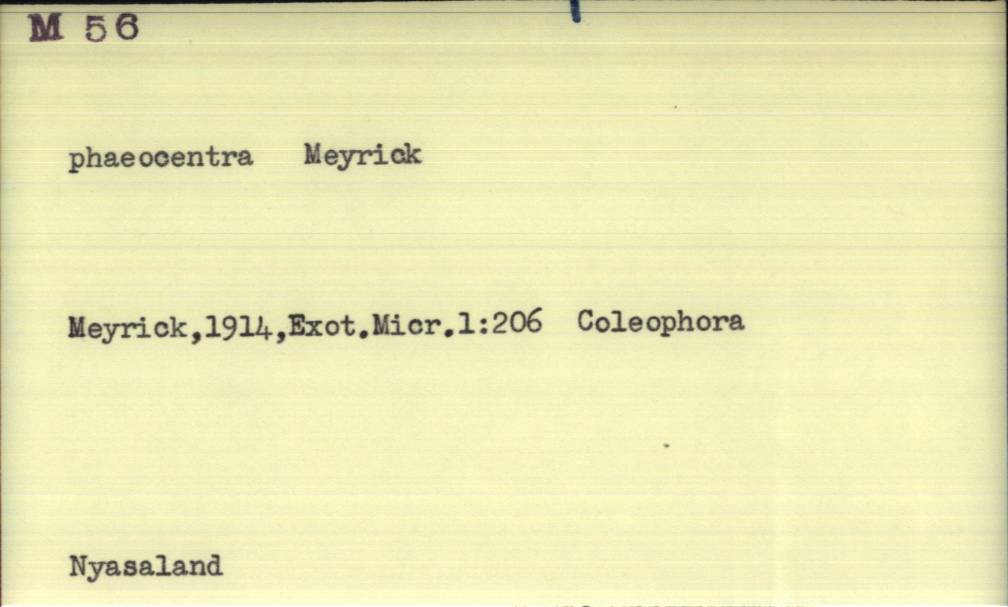 M 56
phaeocentra Meyrick
Meyrick,1914,Exot.Micr.1:206 Coleophora
Nyasaland